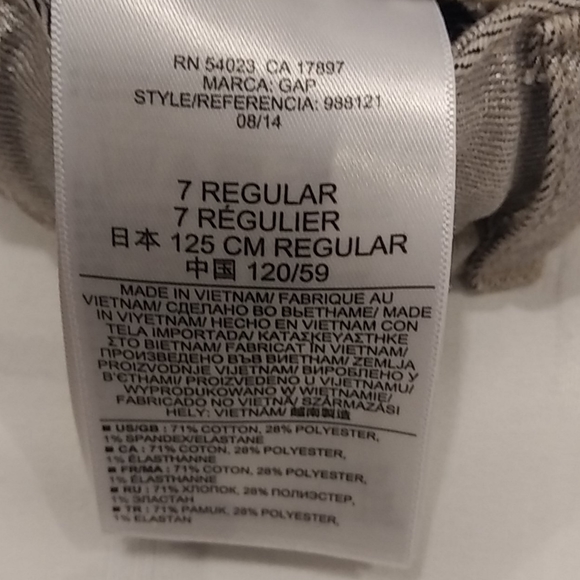 RN 54023 CA 17897
MARCA: GAP
STYLE/REFERENCIA: 988121
08/14
7 REGULAR
7 RÉGULIER
日本 125 CM REGULAR
中国 120/59
MADE IN VIETNAM/ FABRIQUE AU
VIETNAM/ СДЕЛАНО ВО ВЬЕТНАМЕ/ MADE
IN VIYETNAM/ HECHO EN VIETNAM CON
TELA IMPORTADA/ ΚΑΤΑΣΚΕΥΑΣΤΗΚΕ
ΣΤΟ ΒΙΕΤΝΑΜ/ FABRICAT ÎN VIETNAM/
ПРОИЗВЕДЕНО ВЪВ ВИЕТНАМ/ ZEMLJA
PROIZVODNJE VIJETNAM/ ВИРОБЛЕНО У
В'ЄТНАМІ/ PROIZVEDENO U VIJETNAMU/
WYPRODUKOWANO W WIETNAMIE/
FABRICADO NO VIETNÃ/ SZÁRMAZÁSI
HELY: VIETNÁM/ 越南製造
■ US/GB : 71% COTTON, 28% POLYESTER,
1% SPANDEX/ELASTANE
■ CA : 71% COTON, 28% POLYESTER,
1% ÉLASTHANNE
■ FR/MA : 71% COTON, 28% POLYESTER,
1% ÉLASTHANNE
■ RU : 71% ХЛОПОК, 28% ПОЛИЭСТЕР,
1% ЭЛАСТАН
■ TR : 71% PAMUK, 28% POLYESTER,
1% ELASTAN